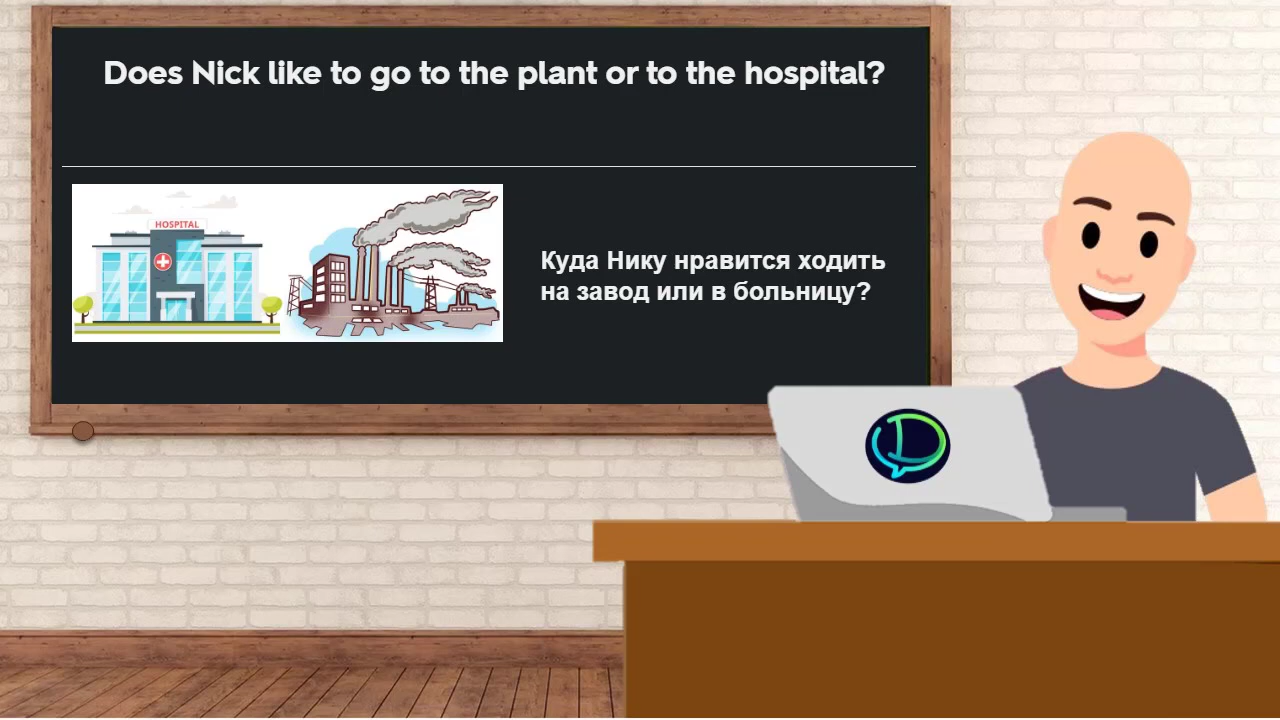 Does Nick like to go to the plant or to the hospital?
HOSPITAL
Куда Нику нравится ходить
на завод или в больницу?